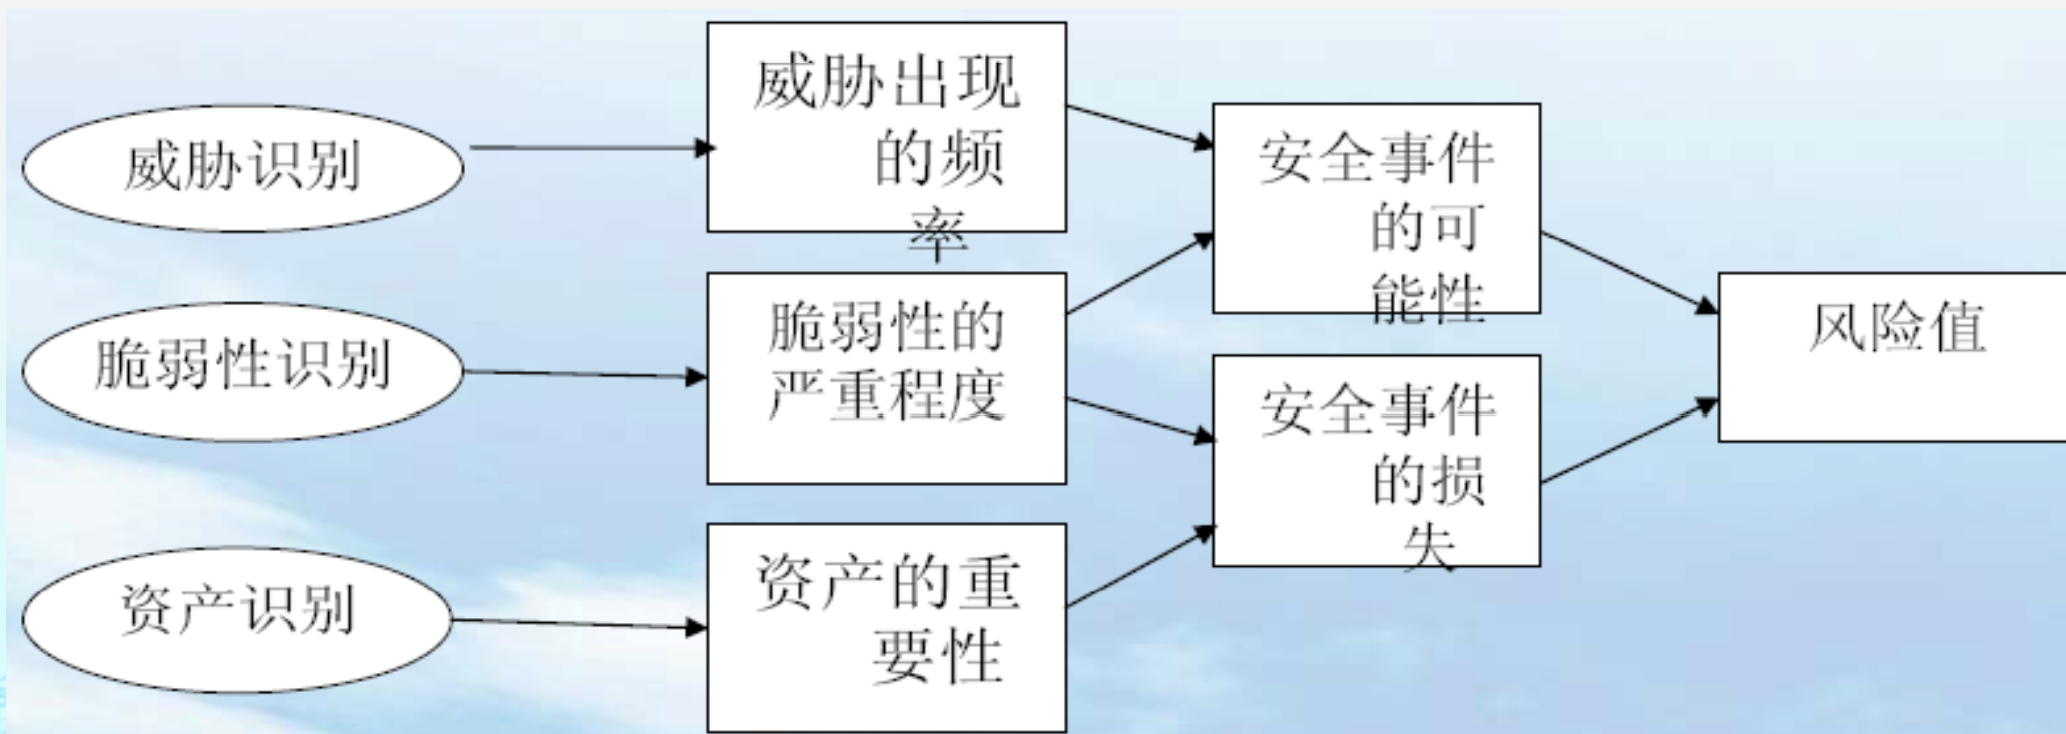 威胁识别
脆弱性识别
资产识别
威胁出现
的频
率
脆弱性的
严重程度
资产的重
要性
安全事件
的可
能性
安全事件
的损
失
风险值